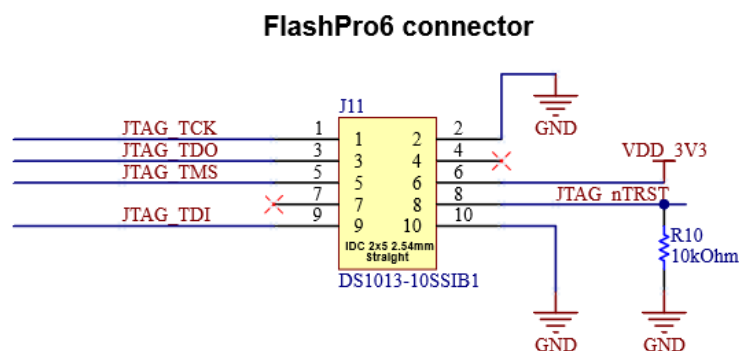 FlashPro6 connector
J11
JTAG_TCK 1 1 2 2 GND
JTAG_TDO 3 3 4 4 VDD_3V3
JTAG_TMS 5 5 6 6
7 7 8 8 JTAG_nTRST
JTAG_TDI 9 9 10 10
IDC 2x5 2.54mm
Straight
R10
10kOhm
DS1013-10SSIB1
GND GND